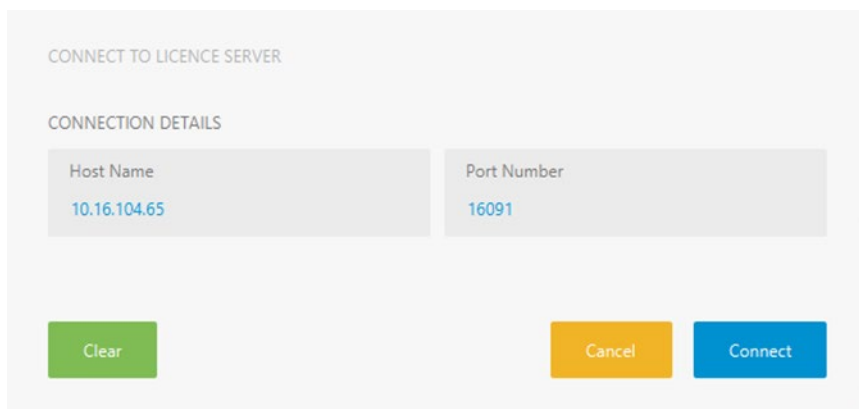 CONNECT TO LICENCE SERVER
CONNECTION DETAILS
Host Name
Port Number
10.16.104.65
16091
Clear
Cancel
Connect